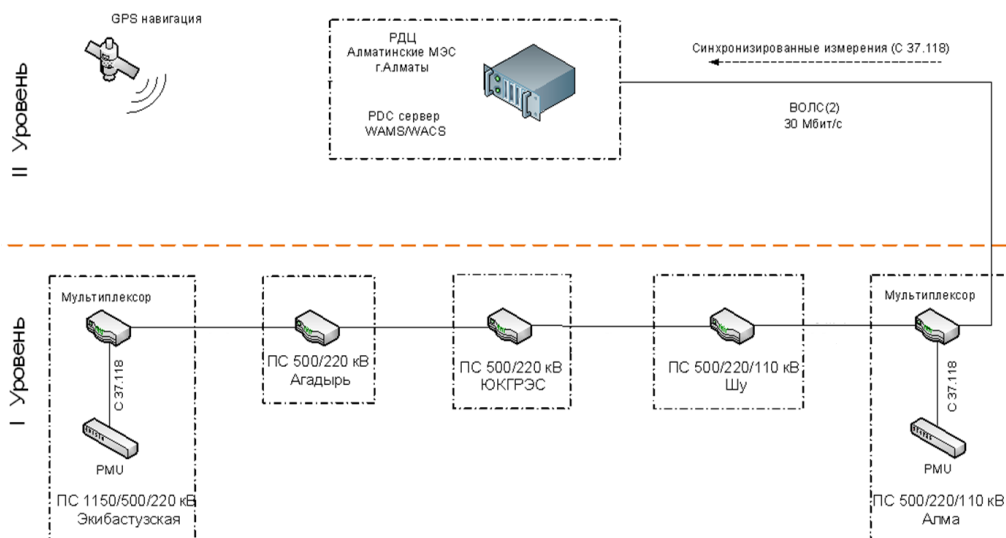 GPS навигация
РДЦ
Алматинские МЭС
г.Алматы
PDC сервер
WAMS/WACS
Синхронизированные измерения (С 37.118)
ВОЛС(2)
30 Мбит/с
II Уровень
I Уровень
Мультиплексор
С 37.118
PMU
ПС 1150/500/220 кВ
Экибастузская
ПС 500/220 кВ
Агадырь
ПС 500/220 кВ
ЮКГРЭС
ПС 500/220/110 кВ
Шу
Мультиплексор
С 37.118
PMU
ПС 500/220/110 кВ
Алма